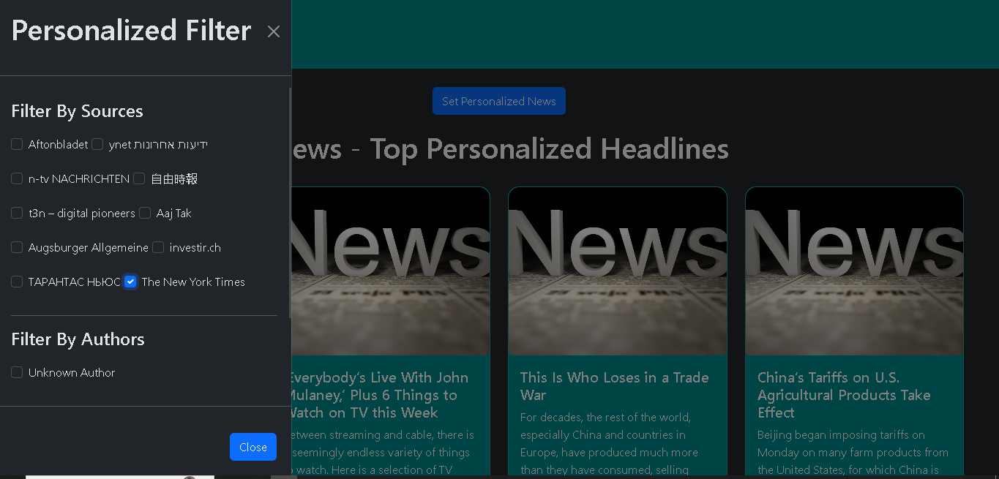 Personalized Filter
Filter By Sources
Aftonbladet ynet ידיעות אחרונות
n-tv NACHRICHTEN 自由時報
t3n – digital pioneers Aaj Tak
Augsburger Allgemeine investir.ch
ТАРАНТАС НЬЮС The New York Times
Filter By Authors
Unknown Author
Close
Set Personalized News
ews - Top Personalized Headlines
News
News
News
Everybody’s Live With John
Mulaney,’ Plus 6 Things to
Watch on TV this Week
etween streaming and cable, there is
seemingly endless variety of things
o watch. Here is a selection of TV
This Is Who Loses in a Trade
War
For decades, the rest of the world,
especially China and countries in
Europe, have produced much more
than they have consumed, selling
China’s Tariffs on U.S.
Agricultural Products Take
Effect
Beijing began imposing tariffs on
Monday on many farm products from
the United States, for which China is